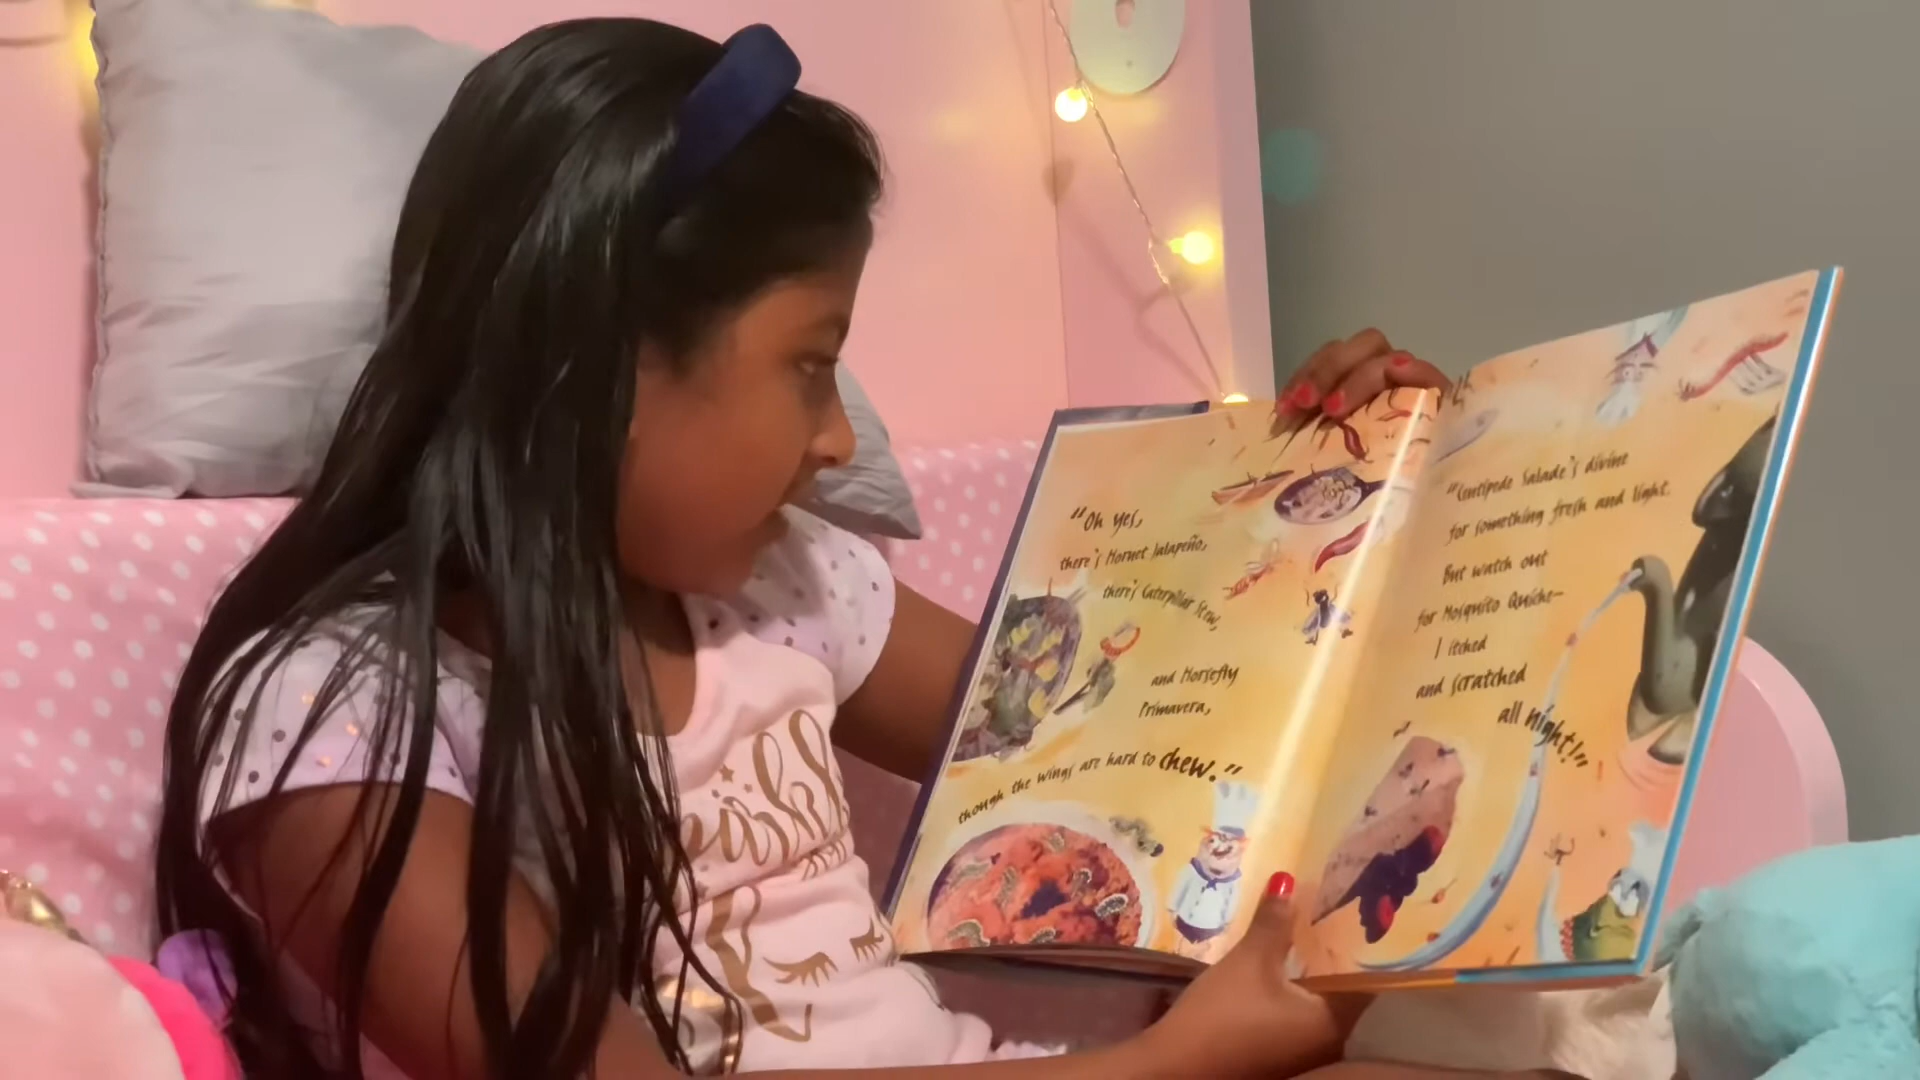 "Oh yes,
there's Hornet Jalapeño,
there's Caterpillar Stew,
and Horsefly
Primavera,
though the wings are hard to chew."
"Centipede Salade's divine
for something fresh and light.
But watch out
for Mosquito Quiche—
I itched
and scratched
all night!"